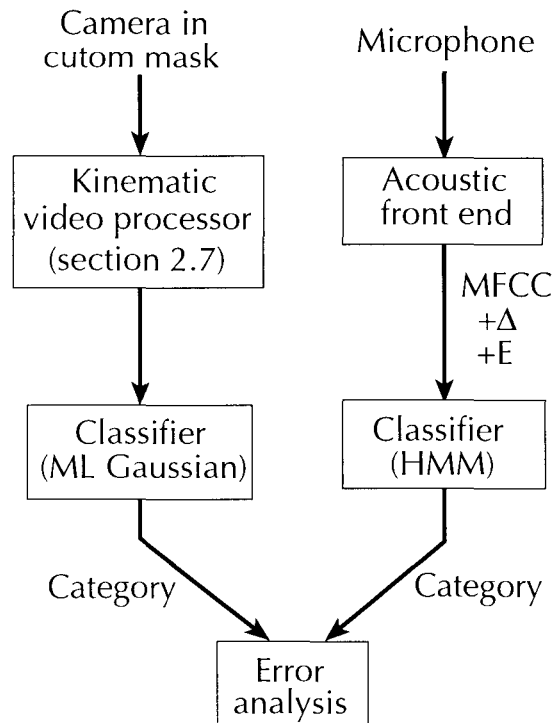 Camera in
cutom mask
Microphone
Kinematic
video processor
(section 2.7)
Acoustic
front end
MFCC
+Δ
+E
Classifier
(ML Gaussian)
Classifier
(HMM)
Category
Category
Error
analysis